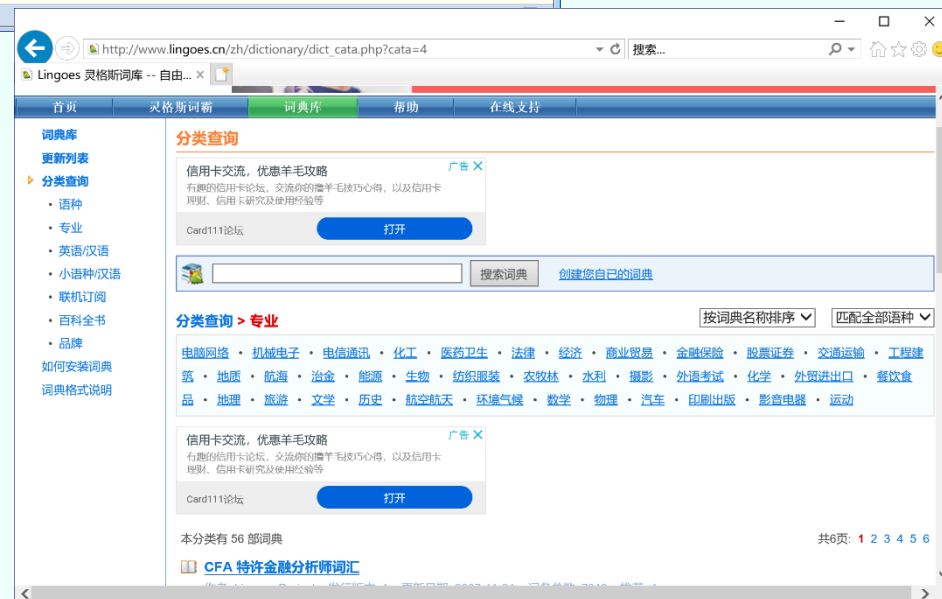 http://www.lingoes.cn/zh/dictionary/dict_cata.php?cata=4
搜索...
Lingoes 灵格斯词库 -- 自由...
首页 灵格斯词霸 词典库 帮助 在线支持
词典库
更新列表
分类查询
• 语种
• 专业
• 英语/汉语
• 小语种/汉语
• 联机订阅
• 百科全书
• 品牌
如何安装词典
词典格式说明
分类查询
广告
信用卡交流，优惠羊毛攻略
有趣的信用卡论坛，交流你的撸羊毛技巧心得，以及信用卡
理财、信用卡研究及使用经验等
Card111论坛 打开
搜索词典 创建您自已的词典
分类查询 > 专业 按词典名称排序 匹配全部语种
电脑网络 • 机械电子 • 电信通讯 • 化工 • 医药卫生 • 法律 • 经济 • 商业贸易 • 金融保险 • 股票证券 • 交通运输 • 工程建
筑 • 地质 • 航海 • 冶金 • 能源 • 生物 • 纺织服装 • 农牧林 • 水利 • 摄影 • 外语考试 • 化学 • 外贸进出口 • 餐饮食
品 • 地理 • 旅游 • 文学 • 历史 • 航空航天 • 环境气候 • 数学 • 物理 • 汽车 • 印刷出版 • 影音电器 • 运动
广告
信用卡交流，优惠羊毛攻略
有趣的信用卡论坛，交流你的撸羊毛技巧心得，以及信用卡
理财、信用卡研究及使用经验等
Card111论坛 打开
本分类有 56 部词典 共6页: 1 2 3 4 5 6
CFA 特许金融分析师词汇